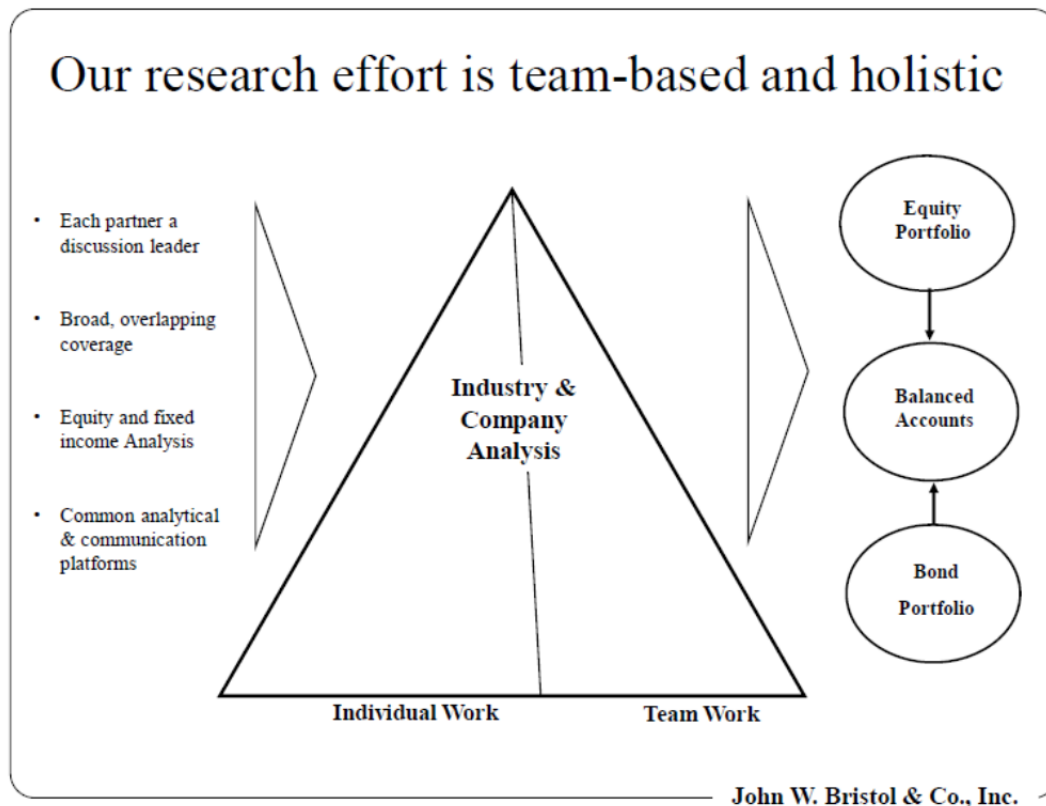 Our research effort is team-based and holistic
• Each partner a
discussion leader
• Broad, overlapping
coverage
• Equity and fixed
income Analysis
• Common analytical
& communication
platforms
Industry &
Company
Analysis
Individual Work
Team Work
Equity
Portfolio
Balanced
Accounts
Bond
Portfolio
John W. Bristol & Co., Inc.